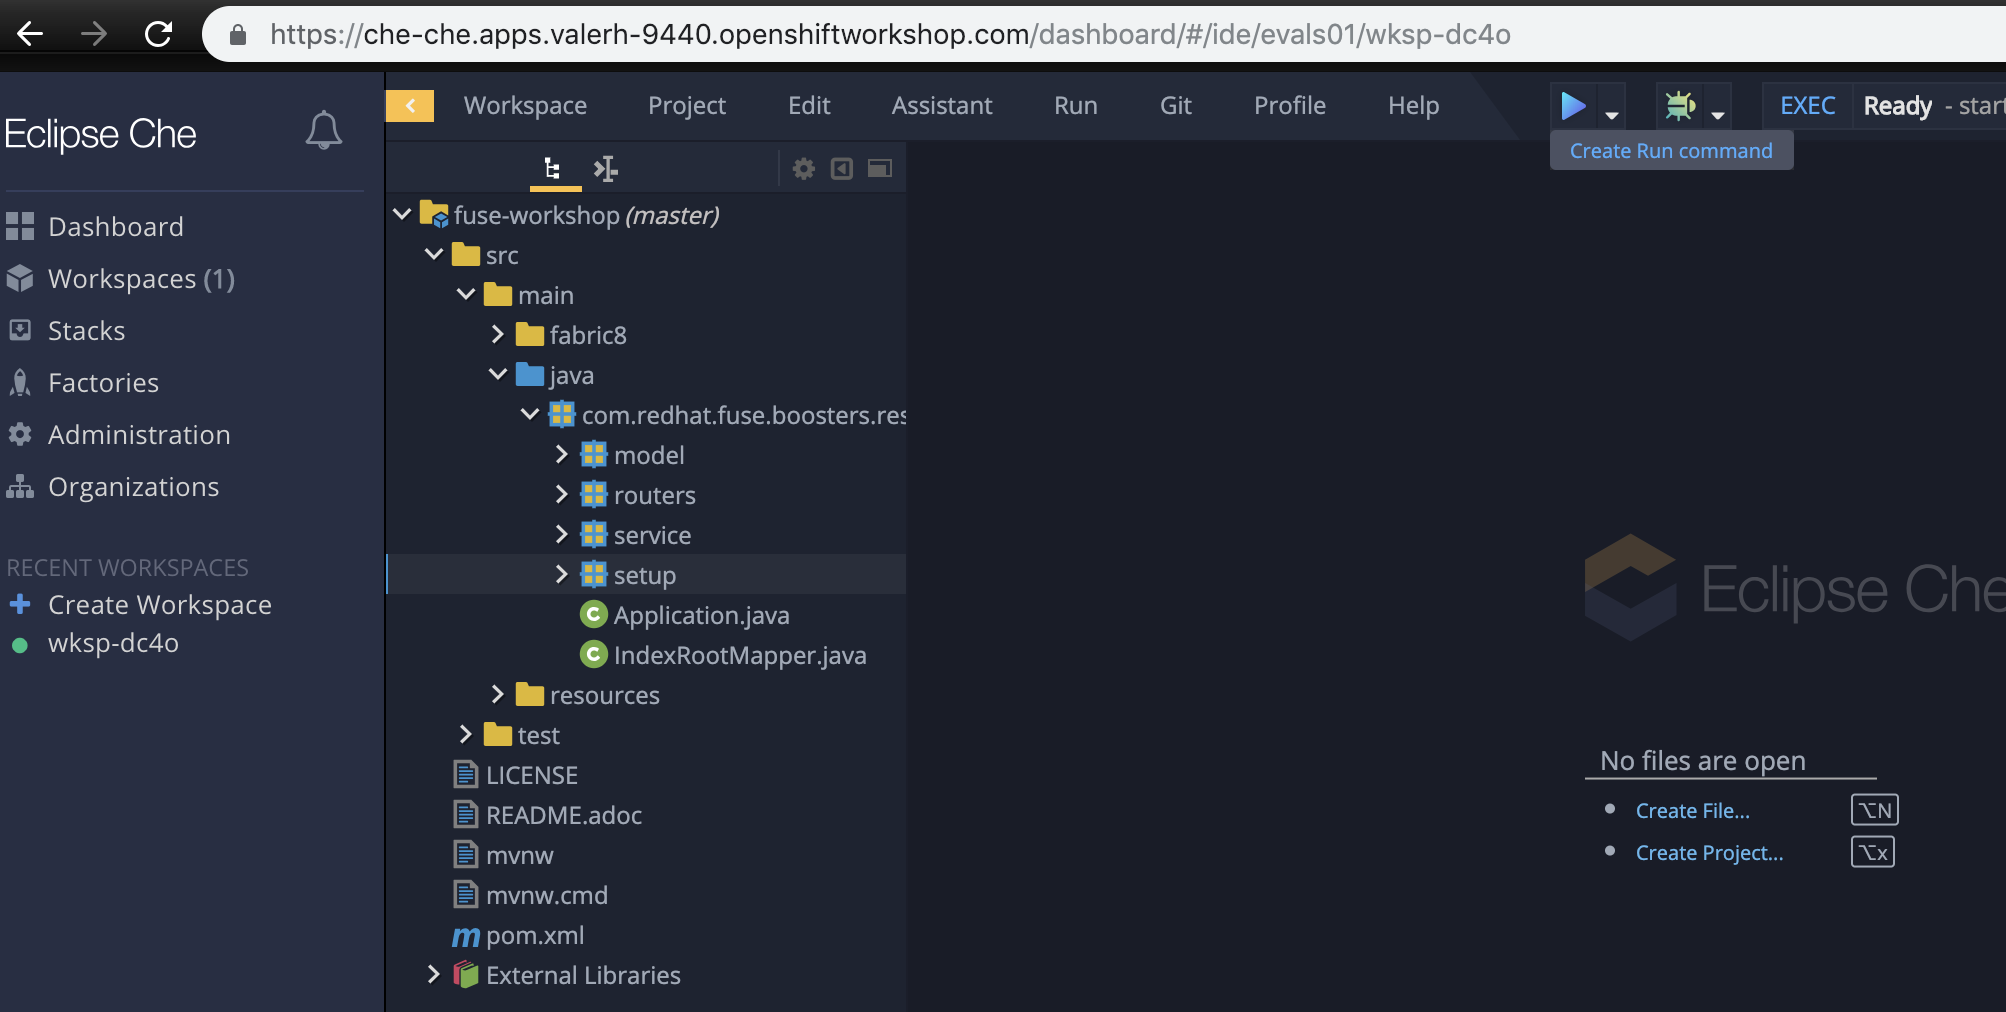 https://che-che.apps.valerh-9440.openshiftworkshop.com/dashboard/#/ide/evals01/wksp-dc4o
Eclipse Che
Dashboard
Workspaces (1)
Stacks
Factories
Administration
Organizations
RECENT WORKSPACES
Create Workspace
wksp-dc4o
Workspace Project Edit Assistant Run Git Profile Help
EXEC Ready - start
Create Run command
fuse-workshop (master)
src
main
fabric8
java
com.redhat.fuse.boosters.res
model
routers
service
setup
Application.java
IndexRootMapper.java
resources
test
LICENSE
README.adoc
mvnw
mvnw.cmd
pom.xml
External Libraries
Eclipse Che
No files are open
Create File... ⌥N
Create Project... ⌥x